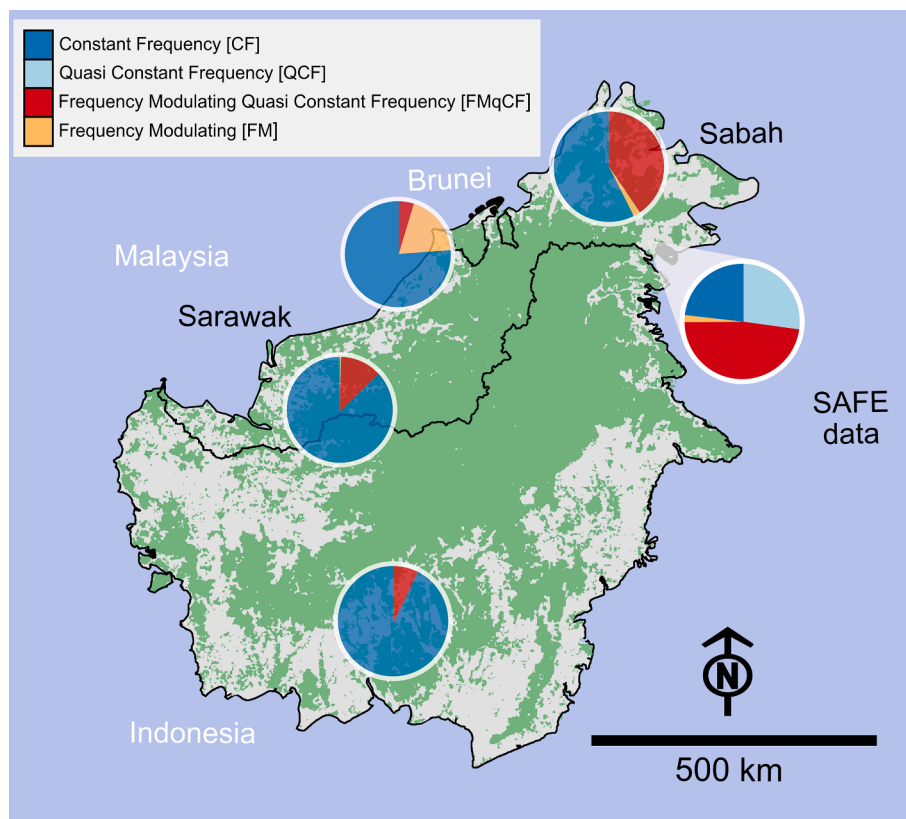 Constant Frequency [CF]
Quasi Constant Frequency [QCF]
Frequency Modulating Quasi Constant Frequency [FMqCF]
Frequency Modulating [FM]
Sabah
Brunei
Malaysia
Sarawak
SAFE
data
N
Indonesia
500 km